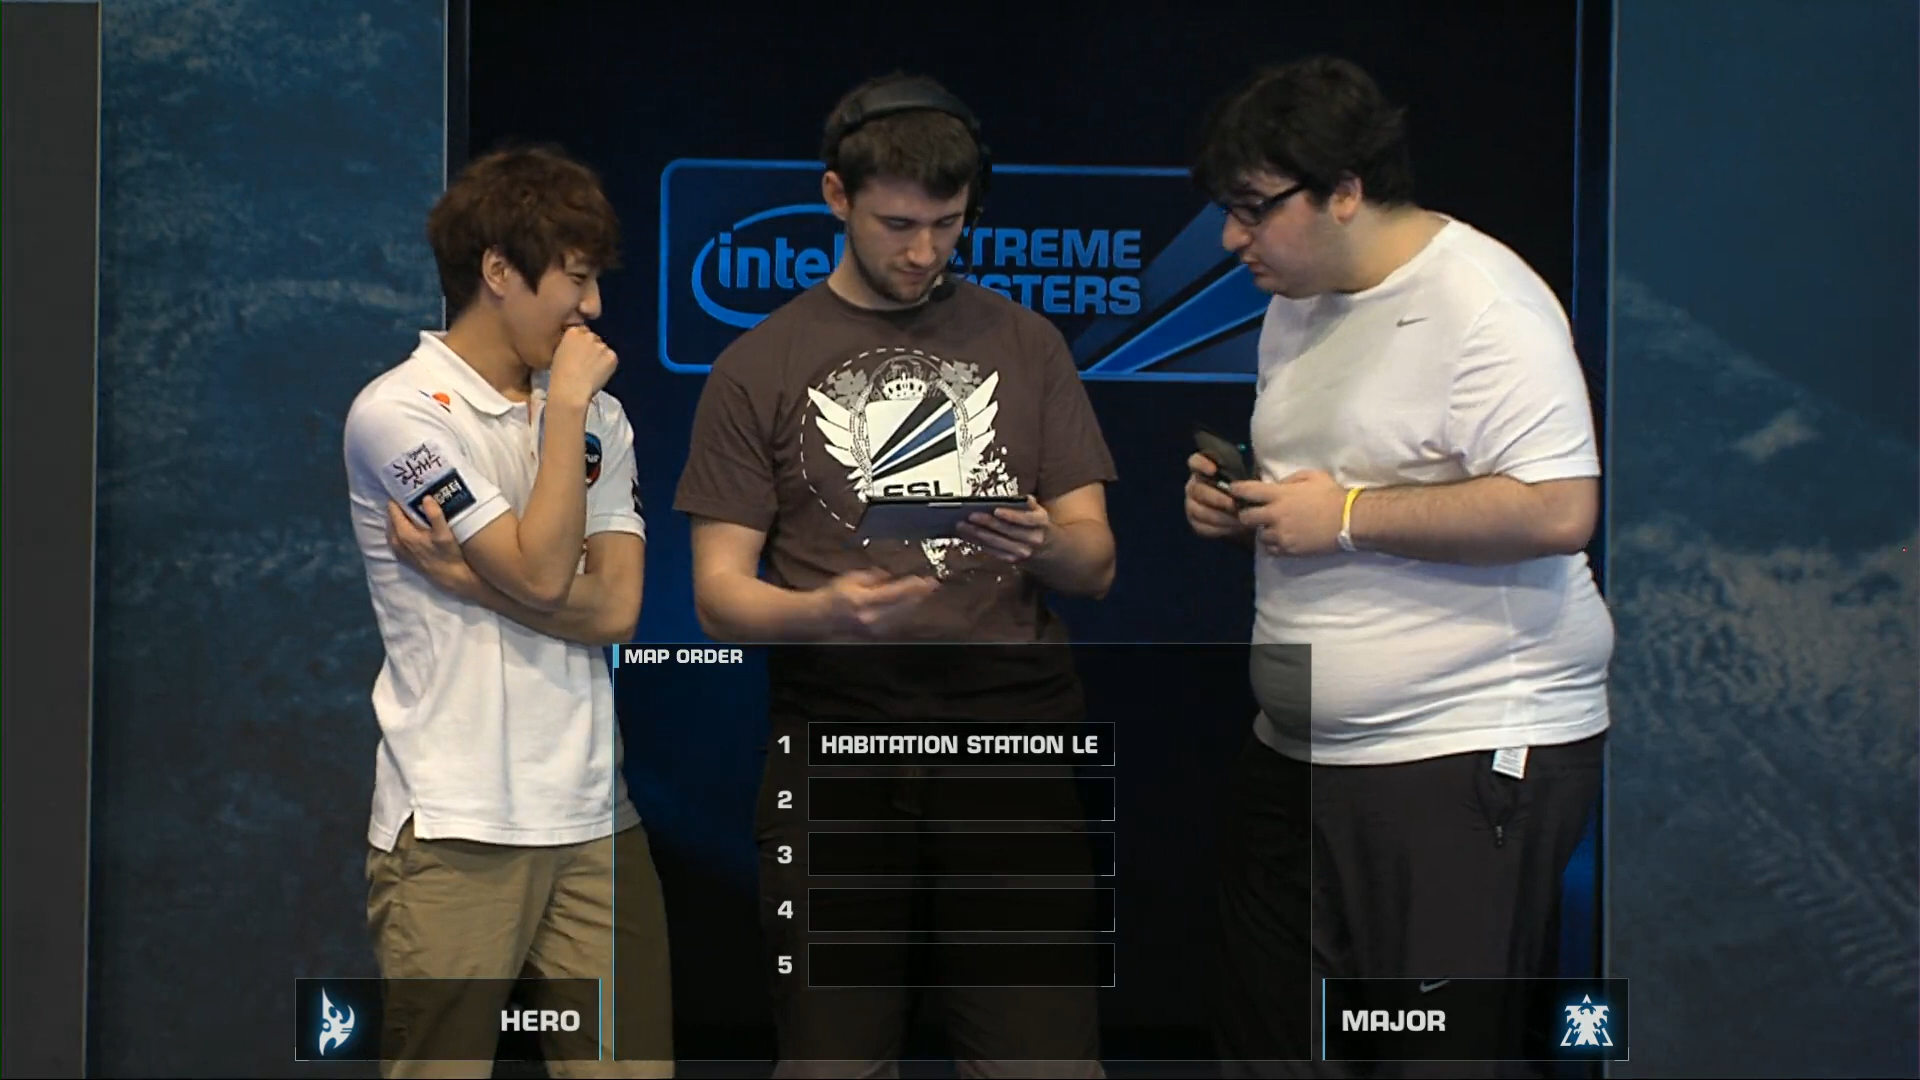 intel
XTREME
STERS
ESL
MAP ORDER
1 HABITATION STATION LE
2
3
4
5
HERO
MAJOR